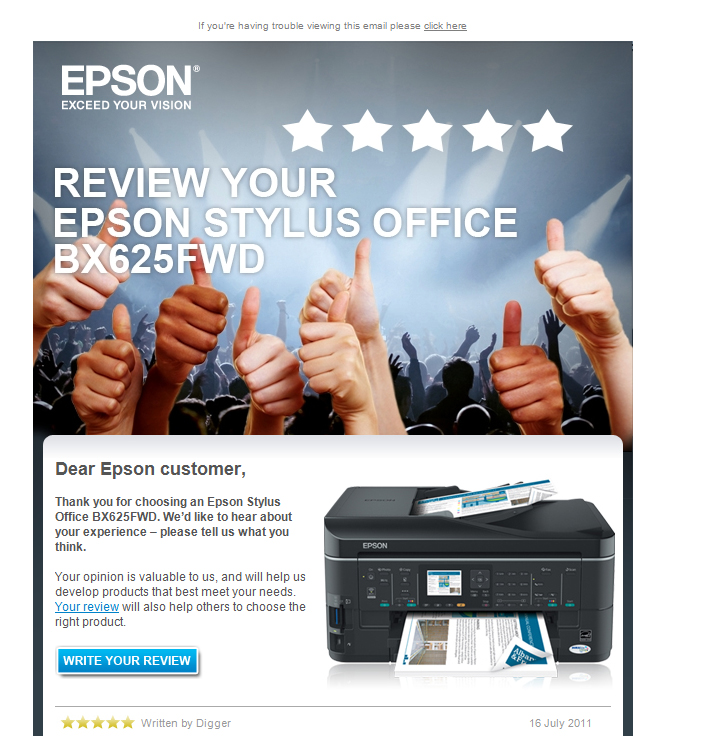 If you're having trouble viewing this email please click here
EPSON®
EXCEED YOUR VISION
REVIEW YOUR
EPSON STYLUS OFFICE
BX625FWD
Dear Epson customer,
Thank you for choosing an Epson Stylus
Office BX625FWD. We'd like to hear about
your experience – please tell us what you
think.
Your opinion is valuable to us, and will help us
develop products that best meet your needs.
Your review will also help others to choose the
right product.
WRITE YOUR REVIEW
EPSON
Written by Digger
16 July 2011